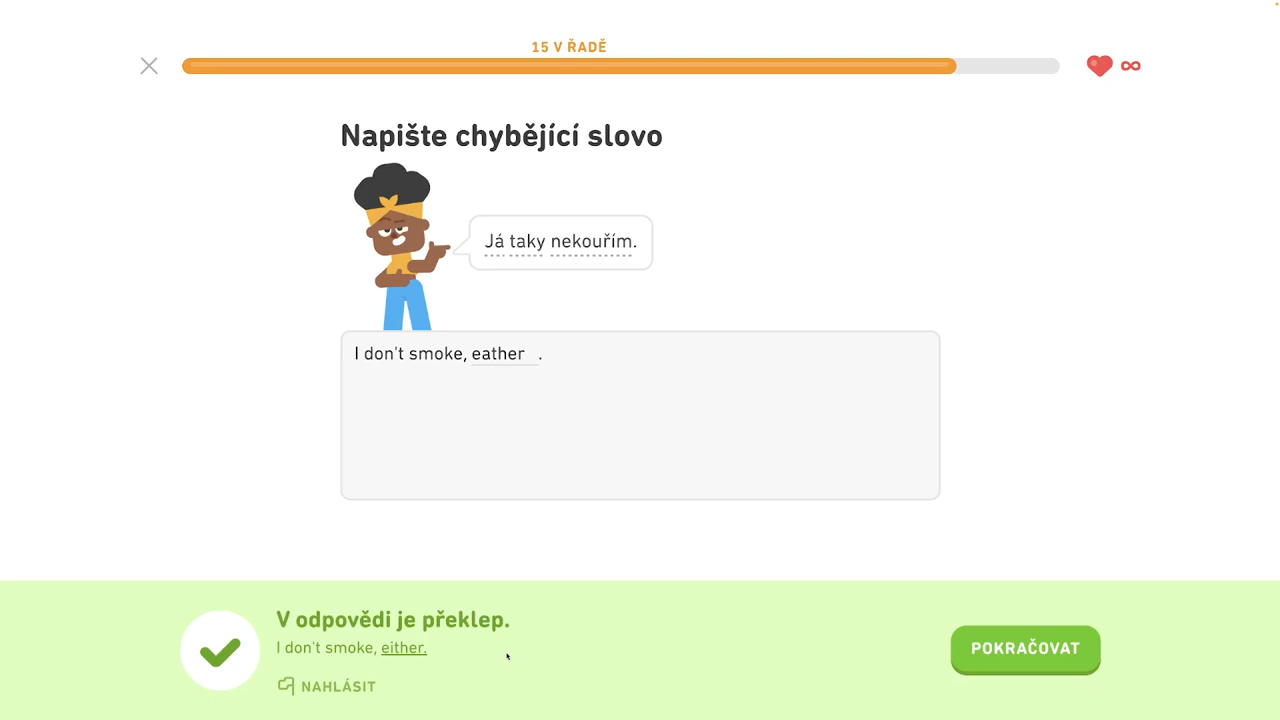 15 V ŘADĚ
Napište chybějící slovo
Já taky nekouřím.
I don't smoke, eather .
V odpovědi je překlep.
I don't smoke, either.
NAHLÁSIT
POKRAČOVAT